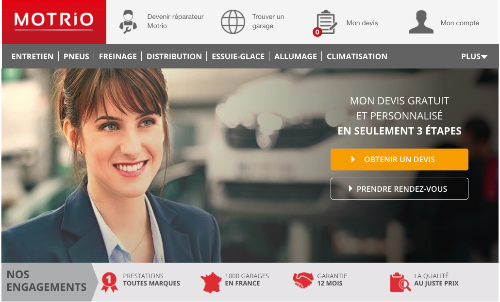 MOTRIO
Devenir réparateur
Motrio
Trouver un
garage
0
Mon devis
Mon compte
ENTRETIEN | PNEUS | FREINAGE | DISTRIBUTION | ESSUIE-GLACE | ALLUMAGE | CLIMATISATION
PLUS
MON DEVIS GRATUIT
ET PERSONNALISÉ
EN SEULEMENT 3 ÉTAPES
OBTENIR UN DEVIS
PRENDRE RENDEZ-VOUS
NOS
ENGAGEMENTS
1
PRESTATIONS
TOUTES MARQUES
1000 GARAGES
EN FRANCE
GARANTIE
12 MOIS
LA QUALITÉ
AU JUSTE PRIX